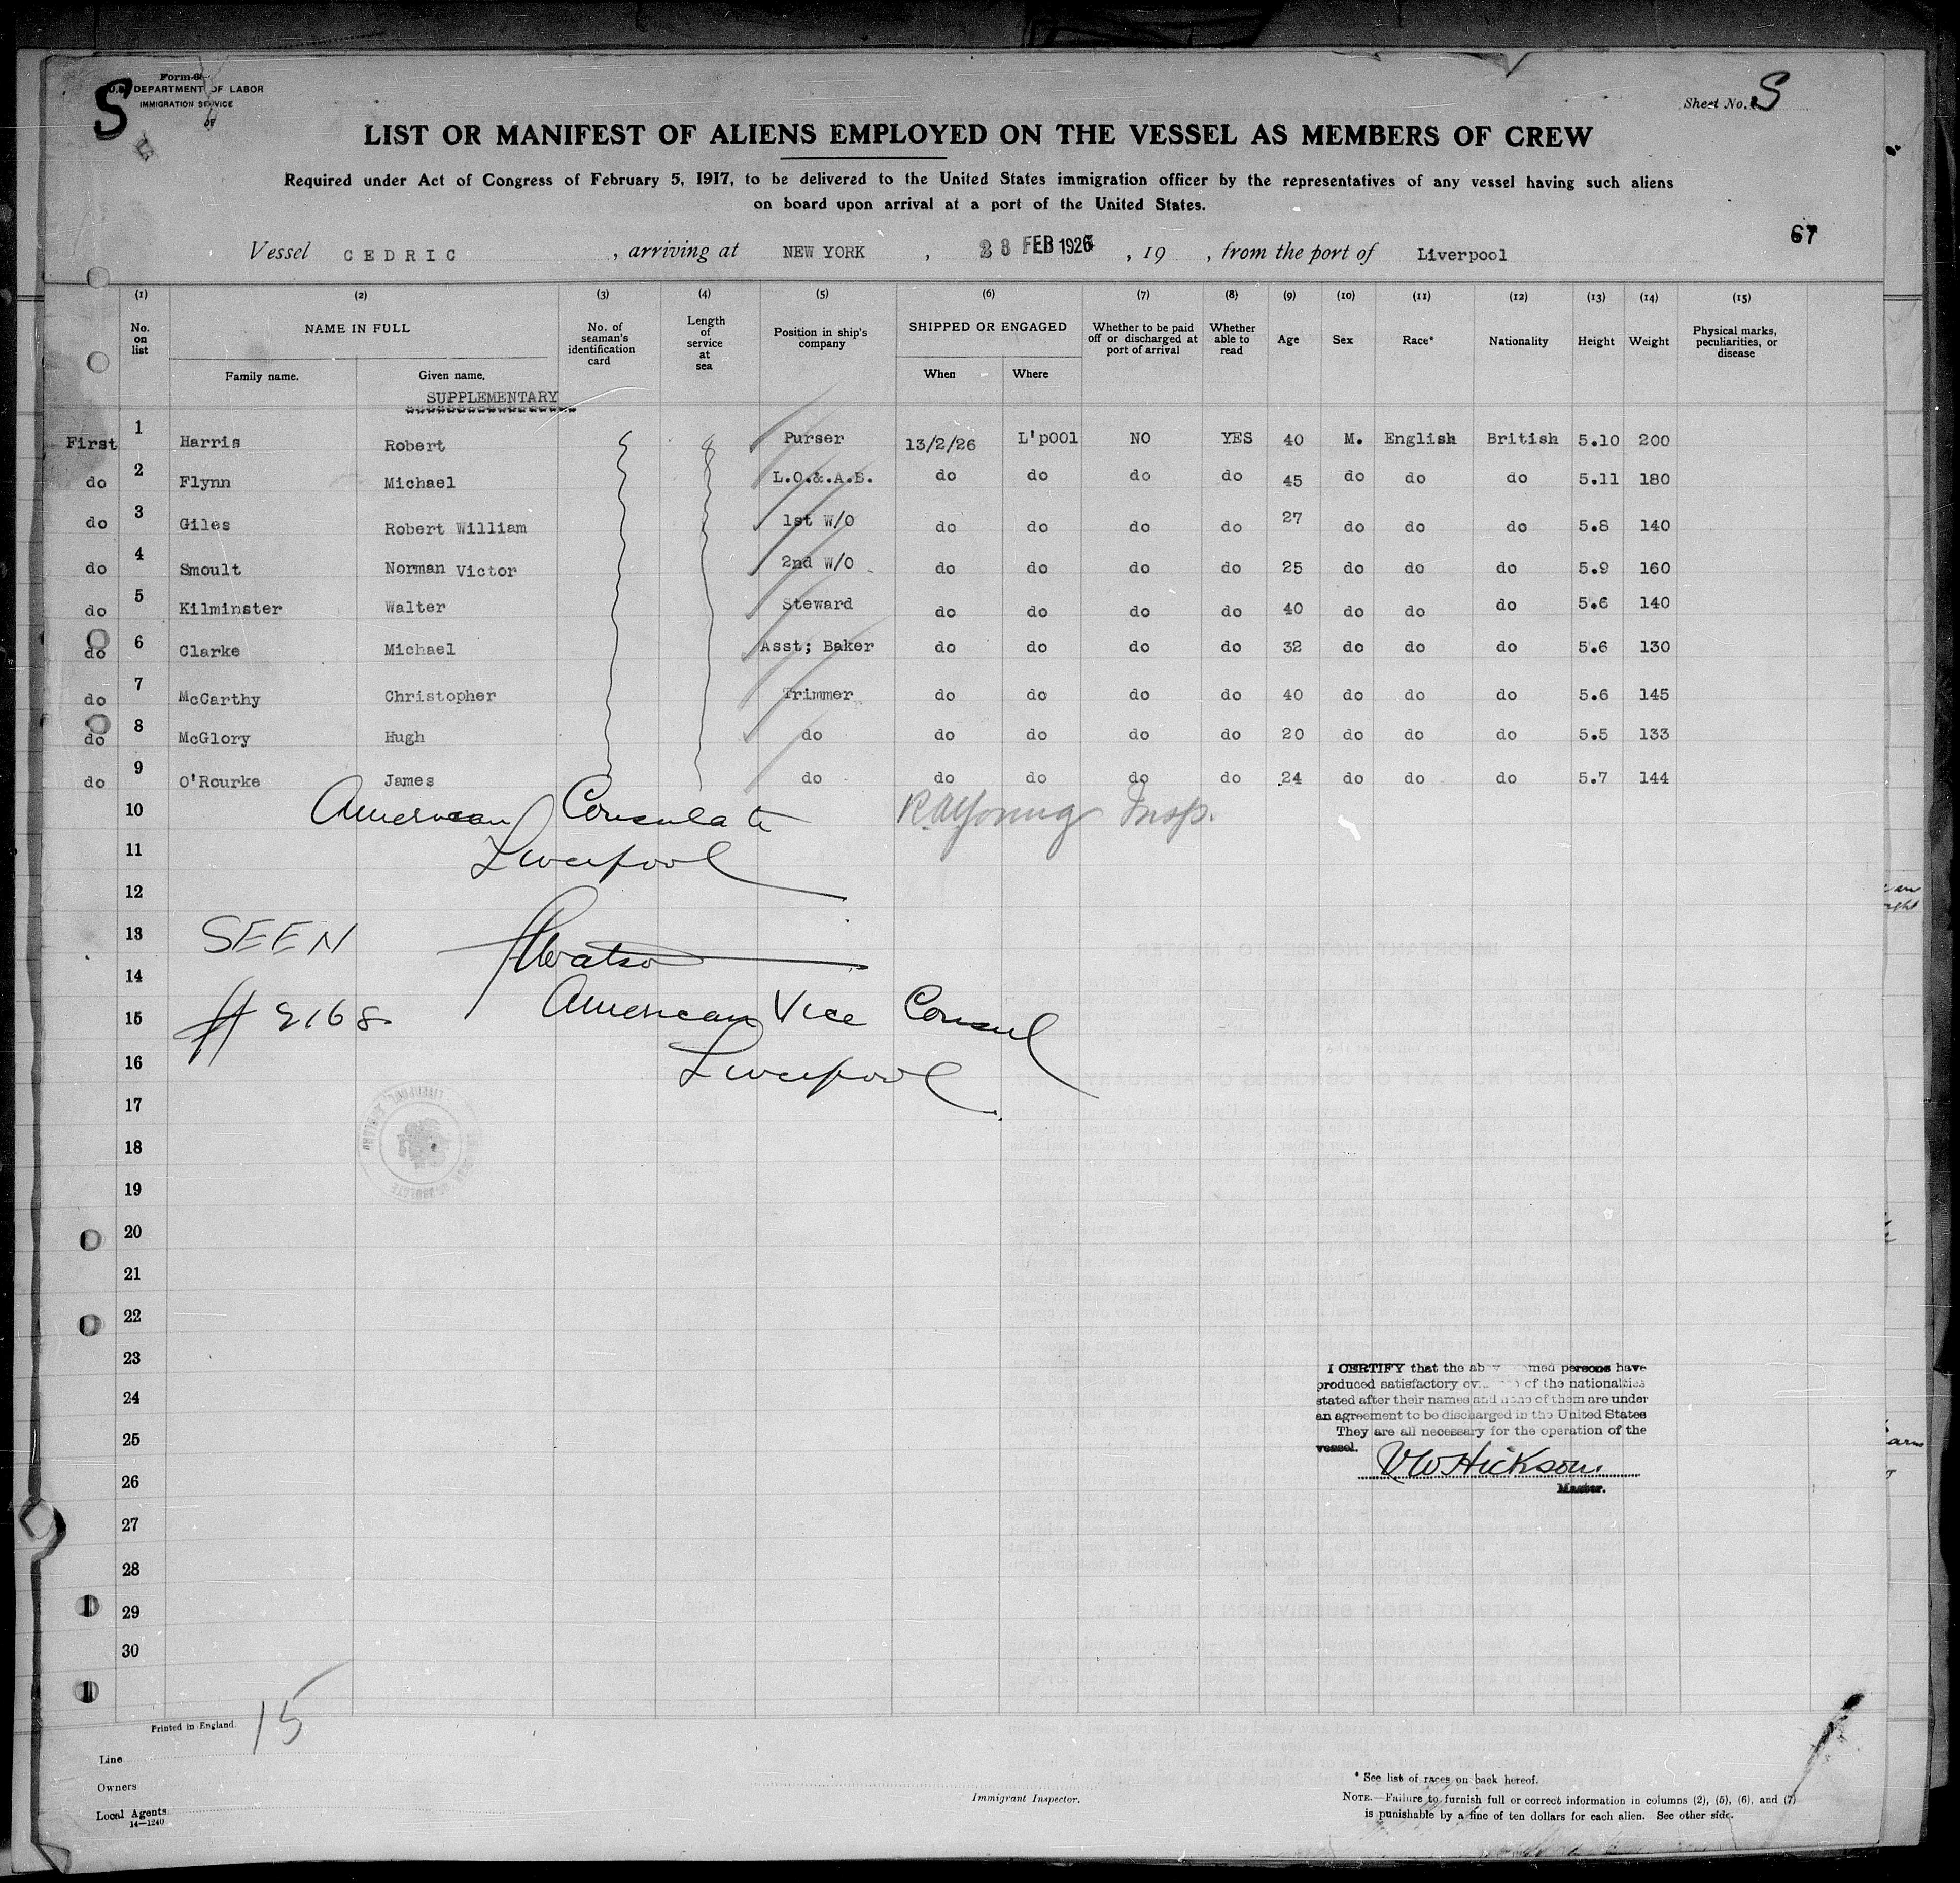 S
Form
U.S. DEPARTMENT OF LABOR
IMMIGRATION SERVICE
OF
Sheet No. S
LIST OR MANIFEST OF ALIENS EMPLOYED ON THE VESSEL AS MEMBERS OF CREW
Required under Act of Congress of February 5, 1917, to be delivered to the United States immigration officer by the representatives of any vessel having such aliens
on board upon arrival at a port of the United States.
67
Vessel CEDRIC , arriving at NEW YORK , 23 FEB 1926 , 19 , from the port of Liverpool
(1) (2) (3) (4) (5) (6) (7) (8) (9) (10) (11) (12) (13) (14) (15)
No. on list NAME IN FULL Family name. Given name. No. of seaman's identification card Length of service at sea Position in ship's company SHIPPED OR ENGAGED When Where Whether to be paid off or discharged at port of arrival Whether able to read Age Sex Race* Nationality Height Weight Physical marks, peculiarities, or disease
SUPPLEMENTARY
First 1 Harris Robert Purser 13/2/26 L'pool NO YES 40 M. English British 5.10 200
do 2 Flynn Michael L.O.&.A.B. do do do do 45 do do do 5.11 180
do 3 Giles Robert William 1st W/O do do do do 27 do do do 5.8 140
do 4 Smoult Norman Victor 2nd W/O do do do do 25 do do do 5.9 160
do 5 Kilminster Walter Steward do do do do 40 do do do 5.6 140
do 6 Clarke Michael Asst; Baker do do do do 32 do do do 5.6 130
do 7 McCarthy Christopher Trimmer do do do do 40 do do do 5.6 145
do 8 McGlory Hugh do do do do do 20 do do do 5.5 133
do 9 O'Rourke James do do do do do 24 do do do 5.7 144
10 American Consulate R.A.Young Insp.
11 Liverpool
12
13 SEEN Watson
14
15 # 2168 American Vice Consul
16 Liverpool
17
18
19
20
21
22
23
24
25
26
27
28
29
30
I CERTIFY that the persons have
produced satisfactory of the nationalties
stated after their names and none of them are under
an agreement to be discharged in the United States
They are all necessary for the operation of the
vessel.
VW Hickson.
Master.
15
Printed in England.
Line
Owners
Local Agents
14—1240
Immigrant Inspector.
* See list of races on back hereof.
NOTE.—Failure to furnish full or correct information in columns (2), (5), (6), and (7)
is punishable by a fine of ten dollars for each alien. See other side.